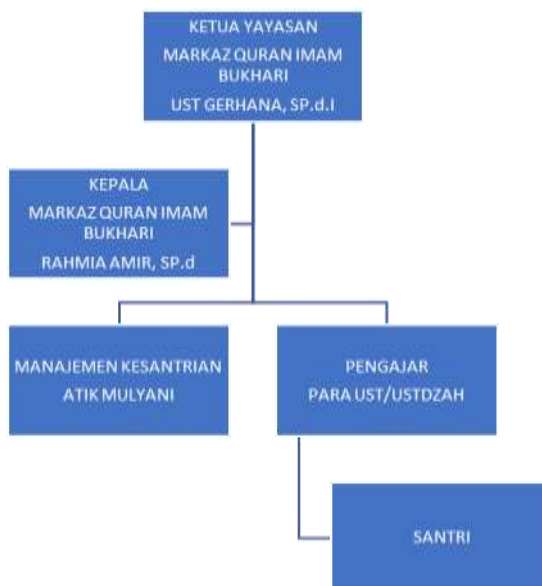 KETUA YAYASAN
MARKAZ QURAN IMAM
BUKHARI
UST GERHANA, SP.d.I
KEPALA
MARKAZ QURAN IMAM
BUKHARI
RAHMIA AMIR, SP.d
MANAJEMEN KESANTRIAN
ATIK MULYANI
PENGAJAR
PARA UST/USTDZAH
SANTRI